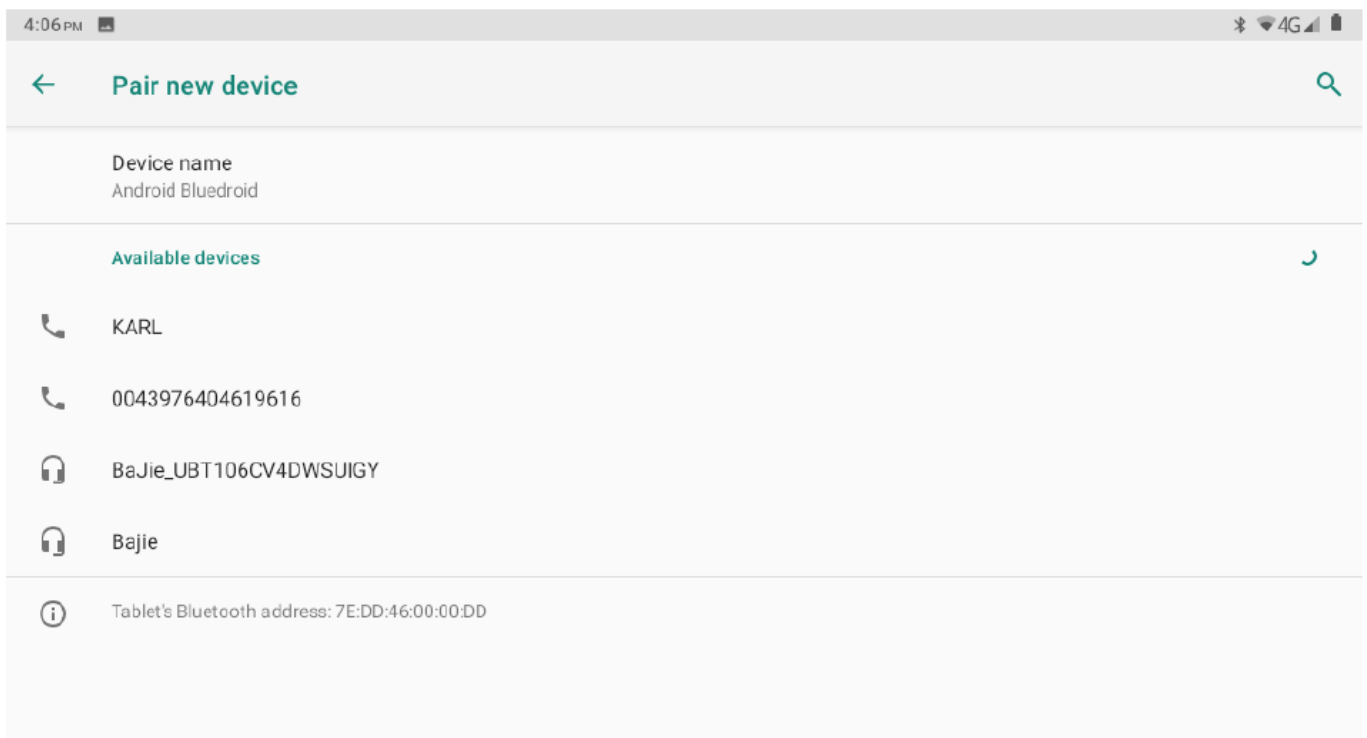 4:06 PM 4G
Pair new device
Device name
Android Bluedroid
Available devices
KARL
0043976404619616
BaJie_UBT106CV4DWSUIGY
Bajie
Tablet's Bluetooth address: 7E:DD:46:00:00:DD